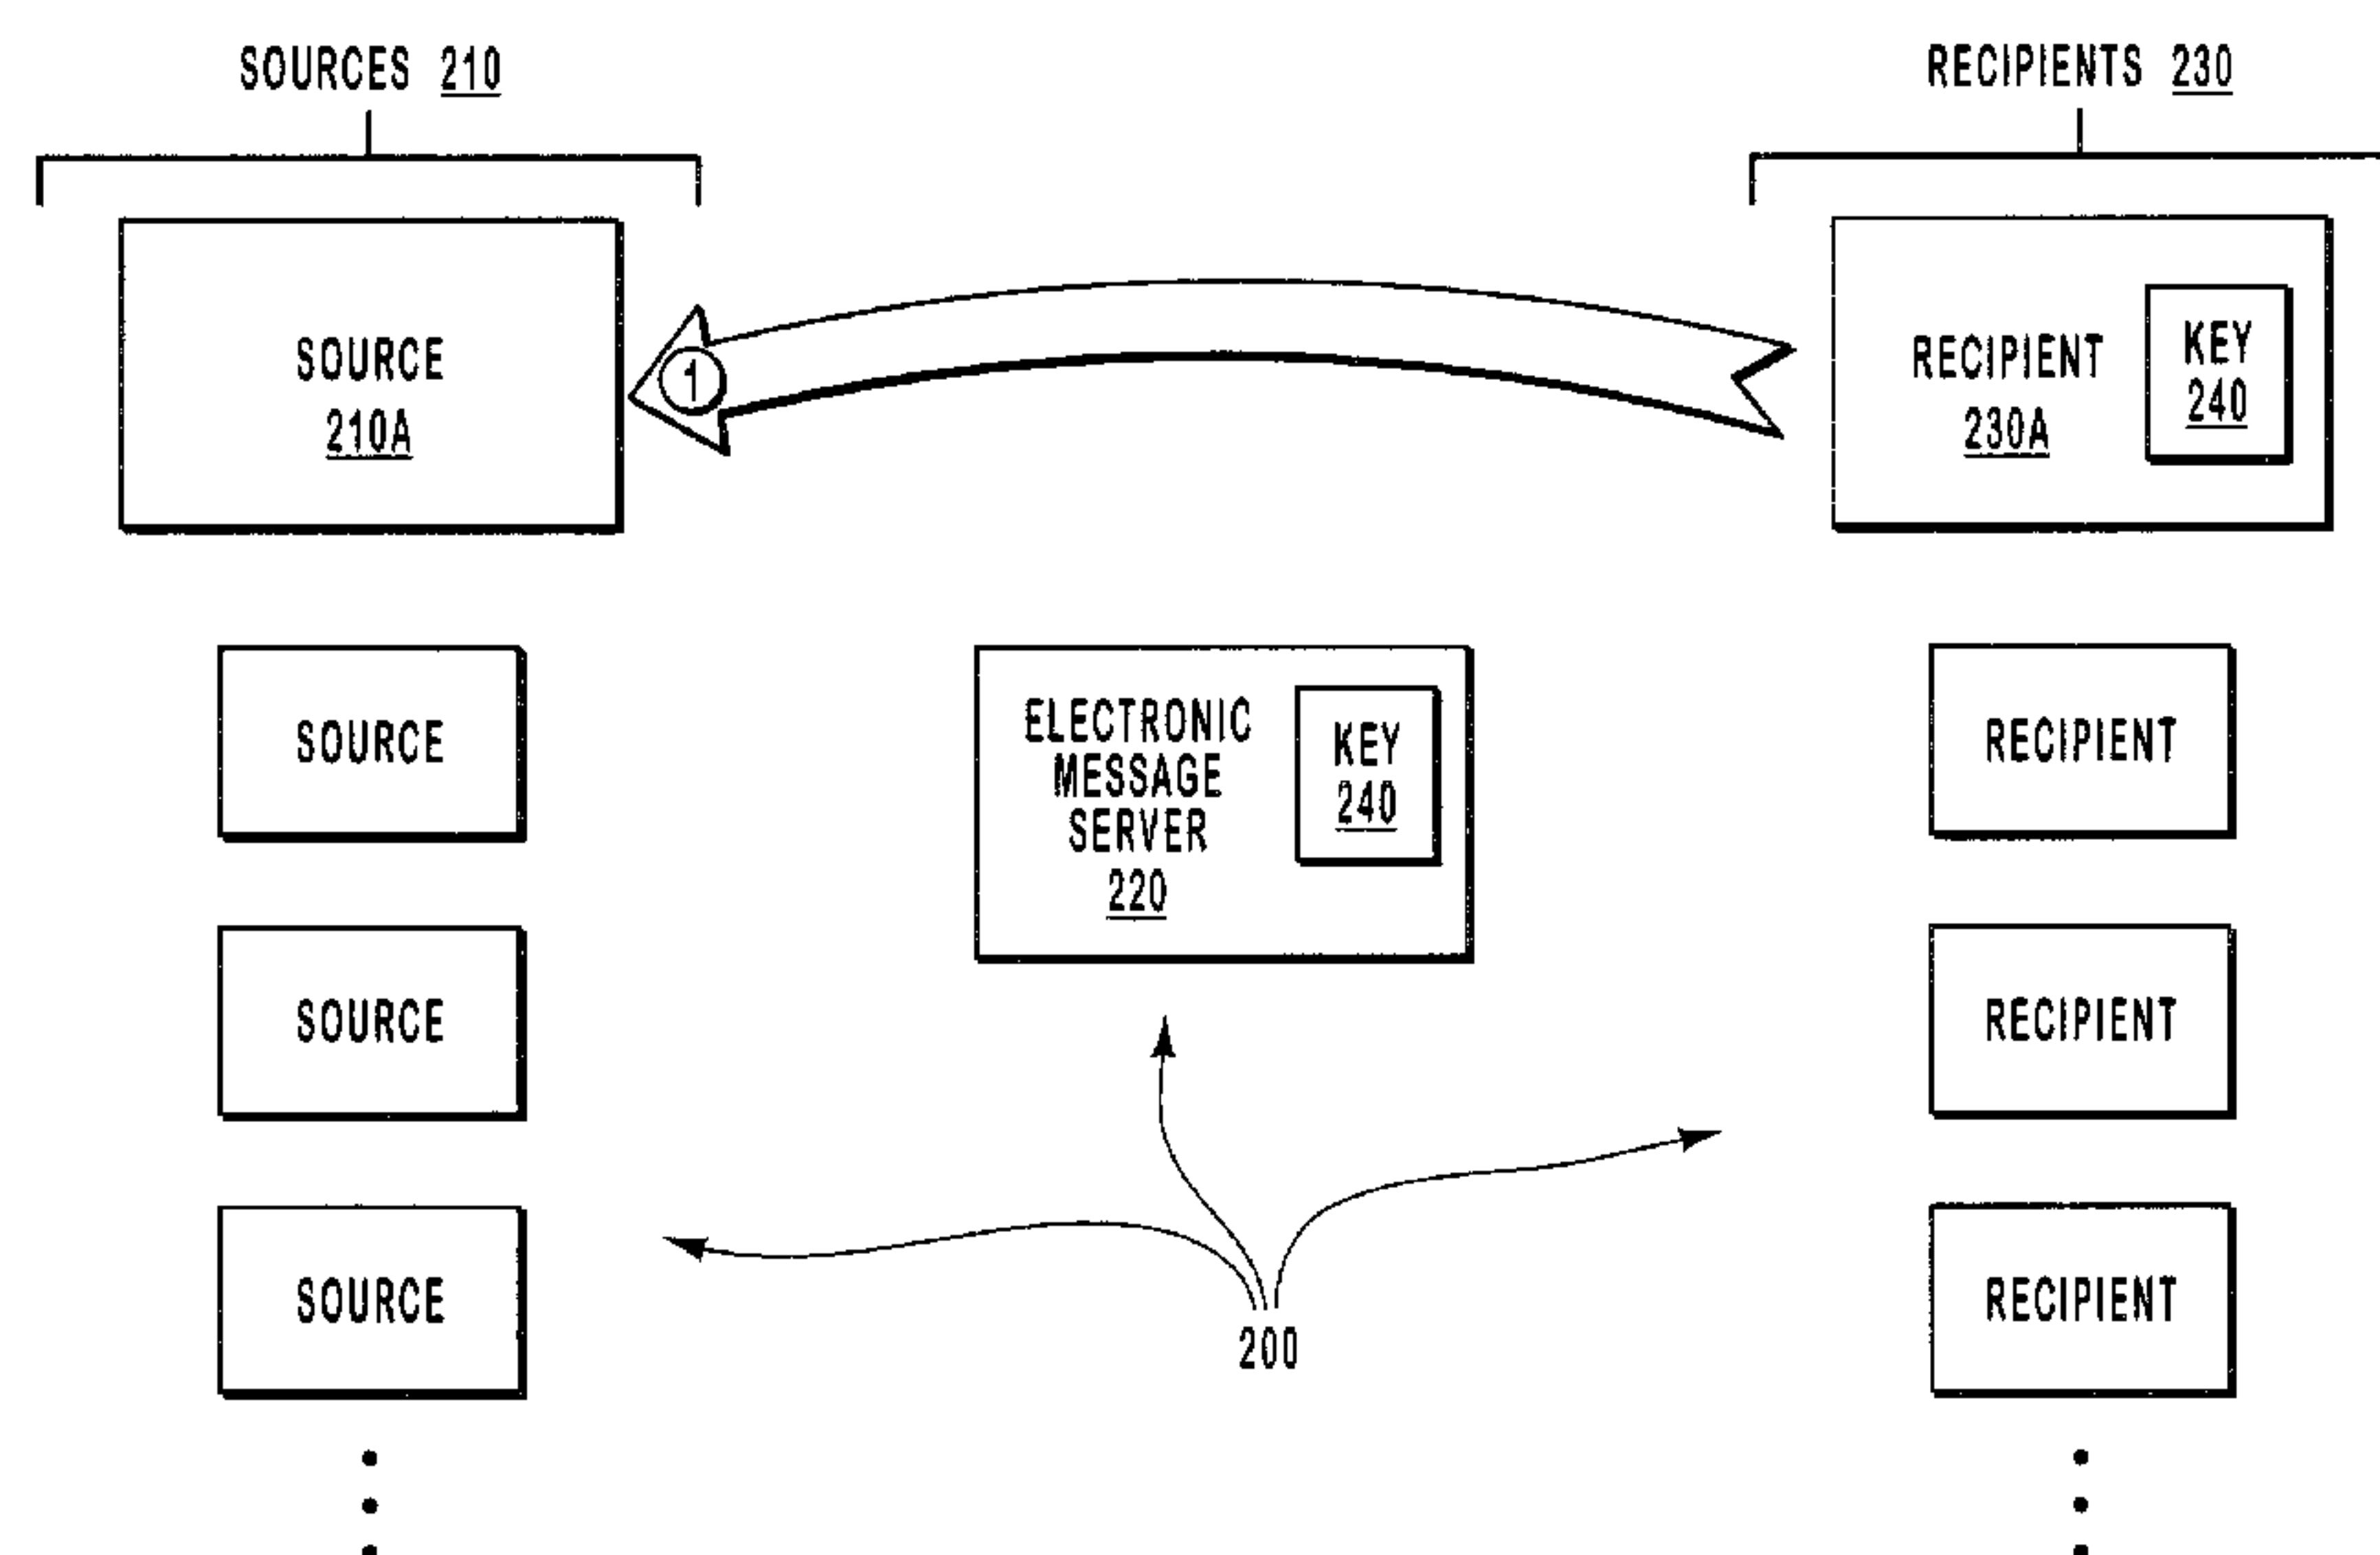 SOURCES 210
RECIPIENTS 230
SOURCE
210A
1
RECIPIENT
230A
KEY
240
SOURCE
ELECTRONIC
MESSAGE
SERVER
220
KEY
240
RECIPIENT
SOURCE
RECIPIENT
SOURCE
RECIPIENT
200